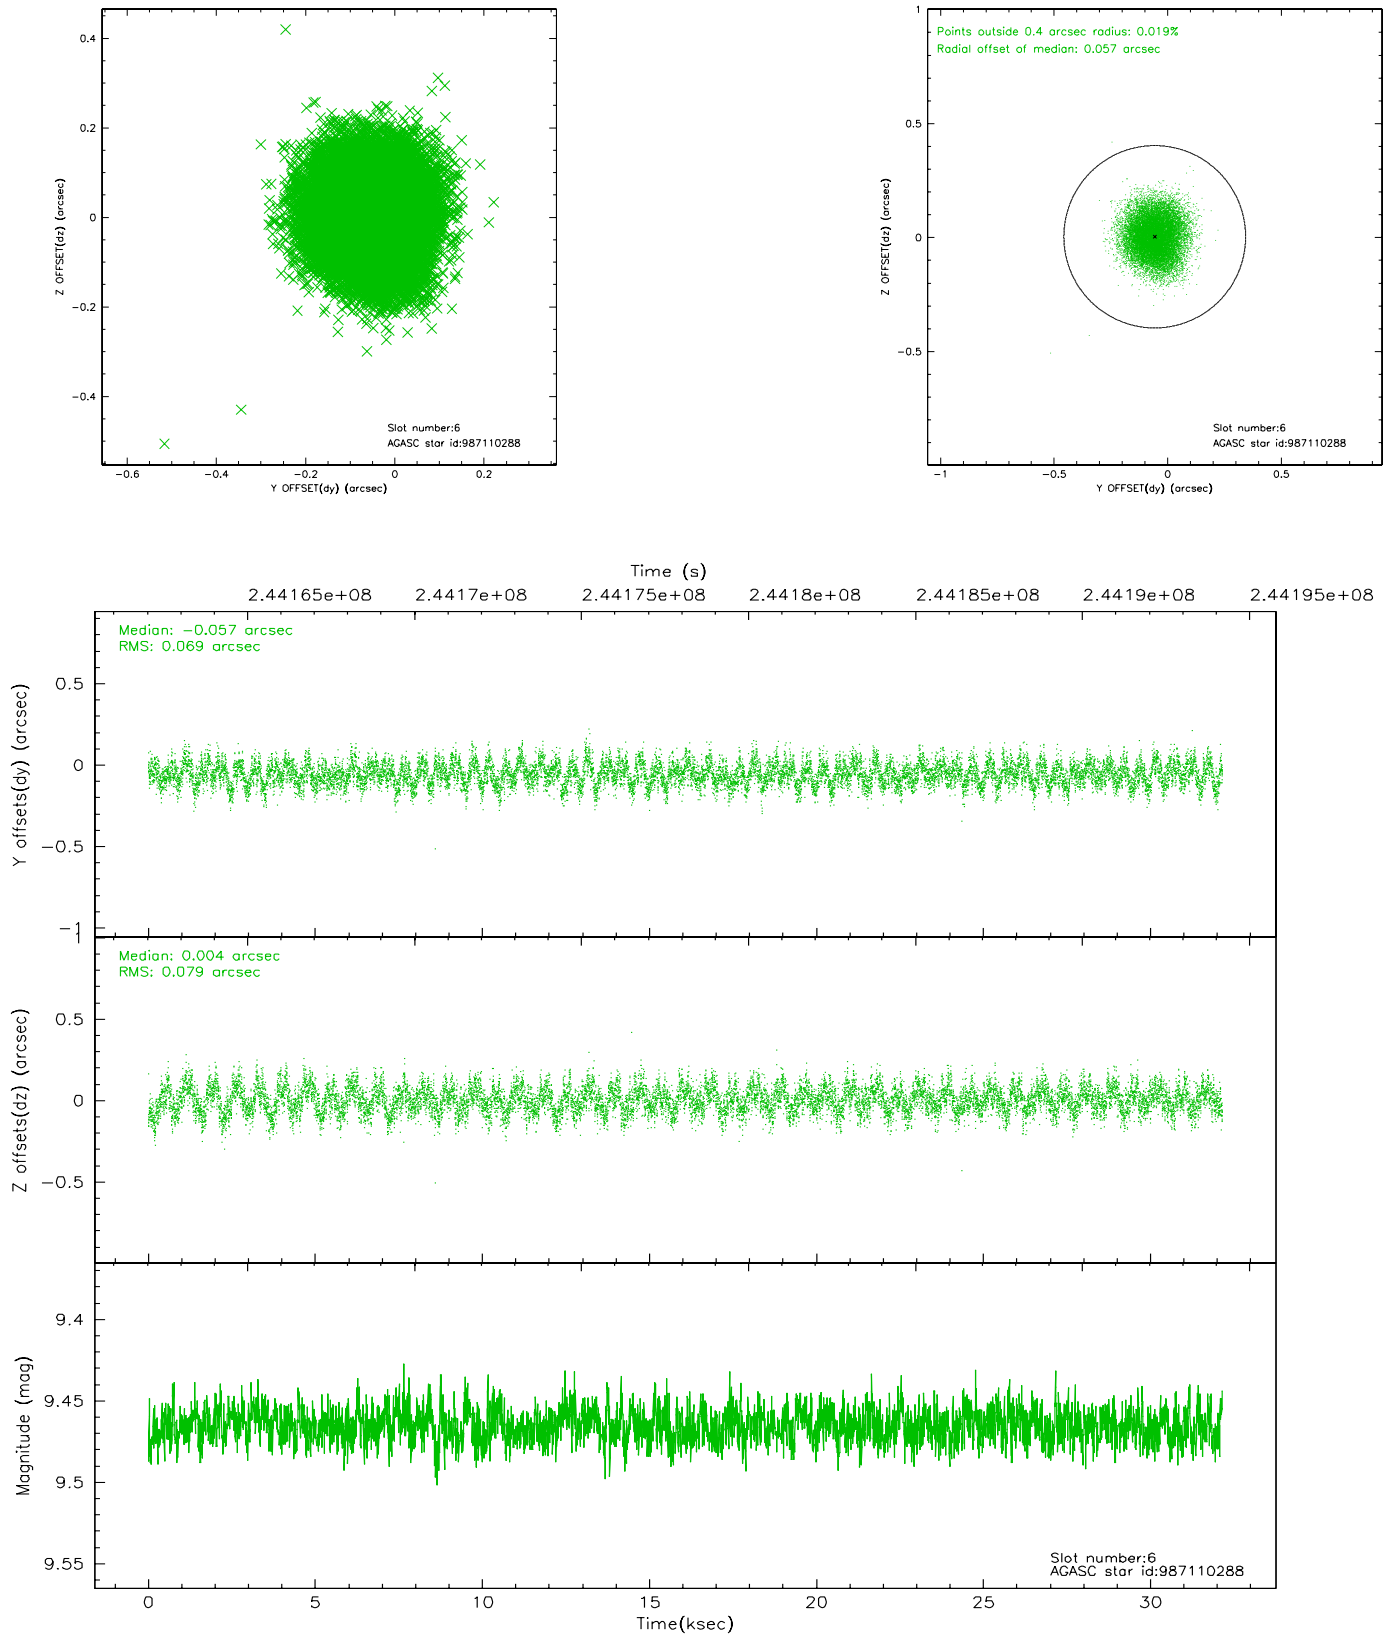 0.4
0.2
0
−0.2
−0.4
Z OFFSET(dz) (arcsec)
Slot number:6
AGASC star id:987110288
−0.6
−0.4
−0.2
0
0.2
Y OFFSET(dy) (arcsec)
1
0.5
0
−0.5
Z OFFSET(dz) (arcsec)
Points outside 0.4 arcsec radius: 0.019%
Radial offset of median: 0.057 arcsec
Slot number:6
AGASC star id:987110288
−1
−0.5
0
0.5
Y OFFSET(dy) (arcsec)
Time (s)
2.44165e+08
2.4417e+08
2.44175e+08
2.4418e+08
2.44185e+08
2.4419e+08
2.44195e+08
Median: −0.057 arcsec
RMS: 0.069 arcsec
0.5
0
−0.5
−1
Y offsets(dy) (arcsec)
Median: 0.004 arcsec
RMS: 0.079 arcsec
1
0.5
0
−0.5
Z offsets(dz) (arcsec)
9.4
9.45
9.5
9.55
Magnitude (mag)
Slot number:6
AGASC star id:987110288
0
5
10
15
20
25
30
Time(ksec)